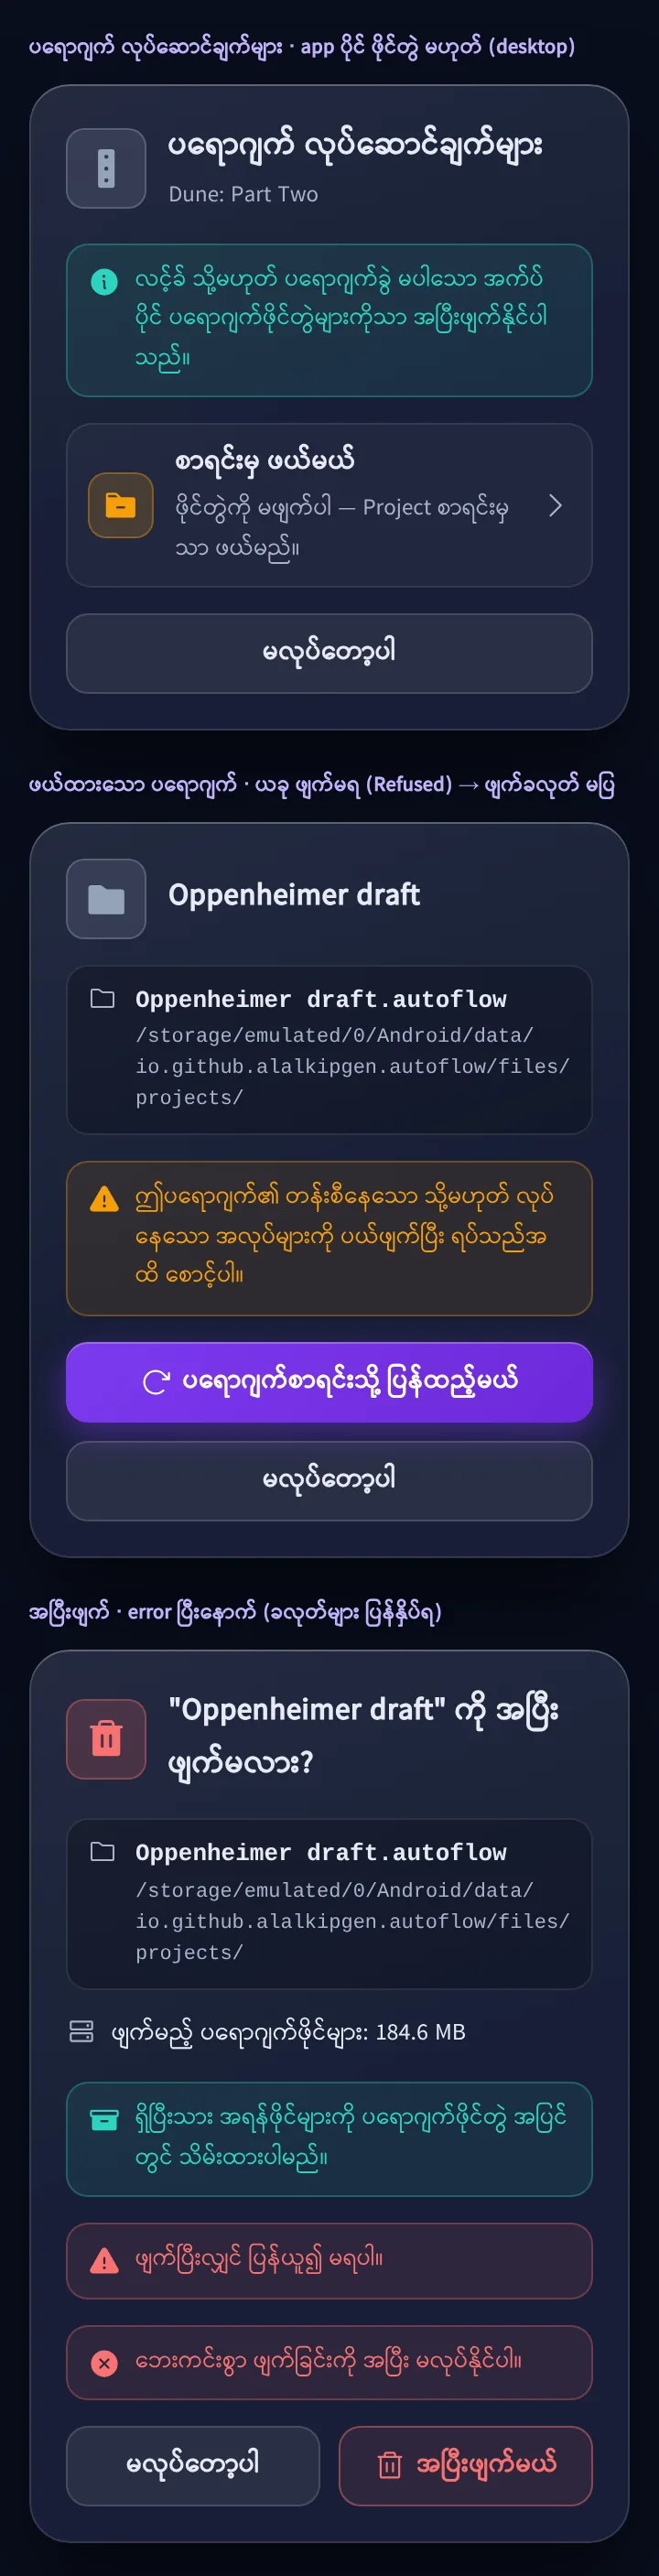 ပရောဂျက် လုပ်ဆောင်ချက်များ · app ပိုင် ဖိုင်တွဲ မဟုတ် (desktop)
ပရောဂျက် လုပ်ဆောင်ချက်များ
Dune: Part Two
လင့်ခ် သို့မဟုတ် ပရောဂျက်ခွဲ မပါသော အက်ပ်
ပိုင် ပရောဂျက်ဖိုင်တွဲများကိုသာ အပြီးဖျက်နိုင်ပါ
သည်။
စာရင်းမှ ဖယ်မယ်
ဖိုင်တွဲကို မဖျက်ပါ — Project စာရင်းမှ
သာ ဖယ်မည်။
မလုပ်တော့ပါ
ဖယ်ထားသော ပရောဂျက် · ယခု ဖျက်မရ (Refused) → ဖျက်ခလုတ် မပြ
Oppenheimer draft
Oppenheimer draft.autoflow
/storage/emulated/0/Android/data/
io.github.alalkipgen.autoflow/files/
projects/
ဤပရောဂျက်၏ တန်းစီနေသော သို့မဟုတ် လုပ်
နေသော အလုပ်များကို ပယ်ဖျက်ပြီး ရပ်သည်အ
ထိ စောင့်ပါ။
ပရောဂျက်စာရင်းသို့ ပြန်ထည့်မယ်
မလုပ်တော့ပါ
အပြီးဖျက် · error ပြီးနောက် (ခလုတ်များ ပြန်နှိပ်ရ)
"Oppenheimer draft" ကို အပြီး
ဖျက်မလား?
Oppenheimer draft.autoflow
/storage/emulated/0/Android/data/
io.github.alalkipgen.autoflow/files/
projects/
ဖျက်မည့် ပရောဂျက်ဖိုင်များ: 184.6 MB
ရှိပြီးသား အရန်ဖိုင်များကို ပရောဂျက်ဖိုင်တွဲ အပြင်
တွင် သိမ်းထားပါမည်။
ဖျက်ပြီးလျှင် ပြန်ယူ၍ မရပါ။
ဘေးကင်းစွာ ဖျက်ခြင်းကို အပြီး မလုပ်နိုင်ပါ။
မလုပ်တော့ပါ
အပြီးဖျက်မယ်